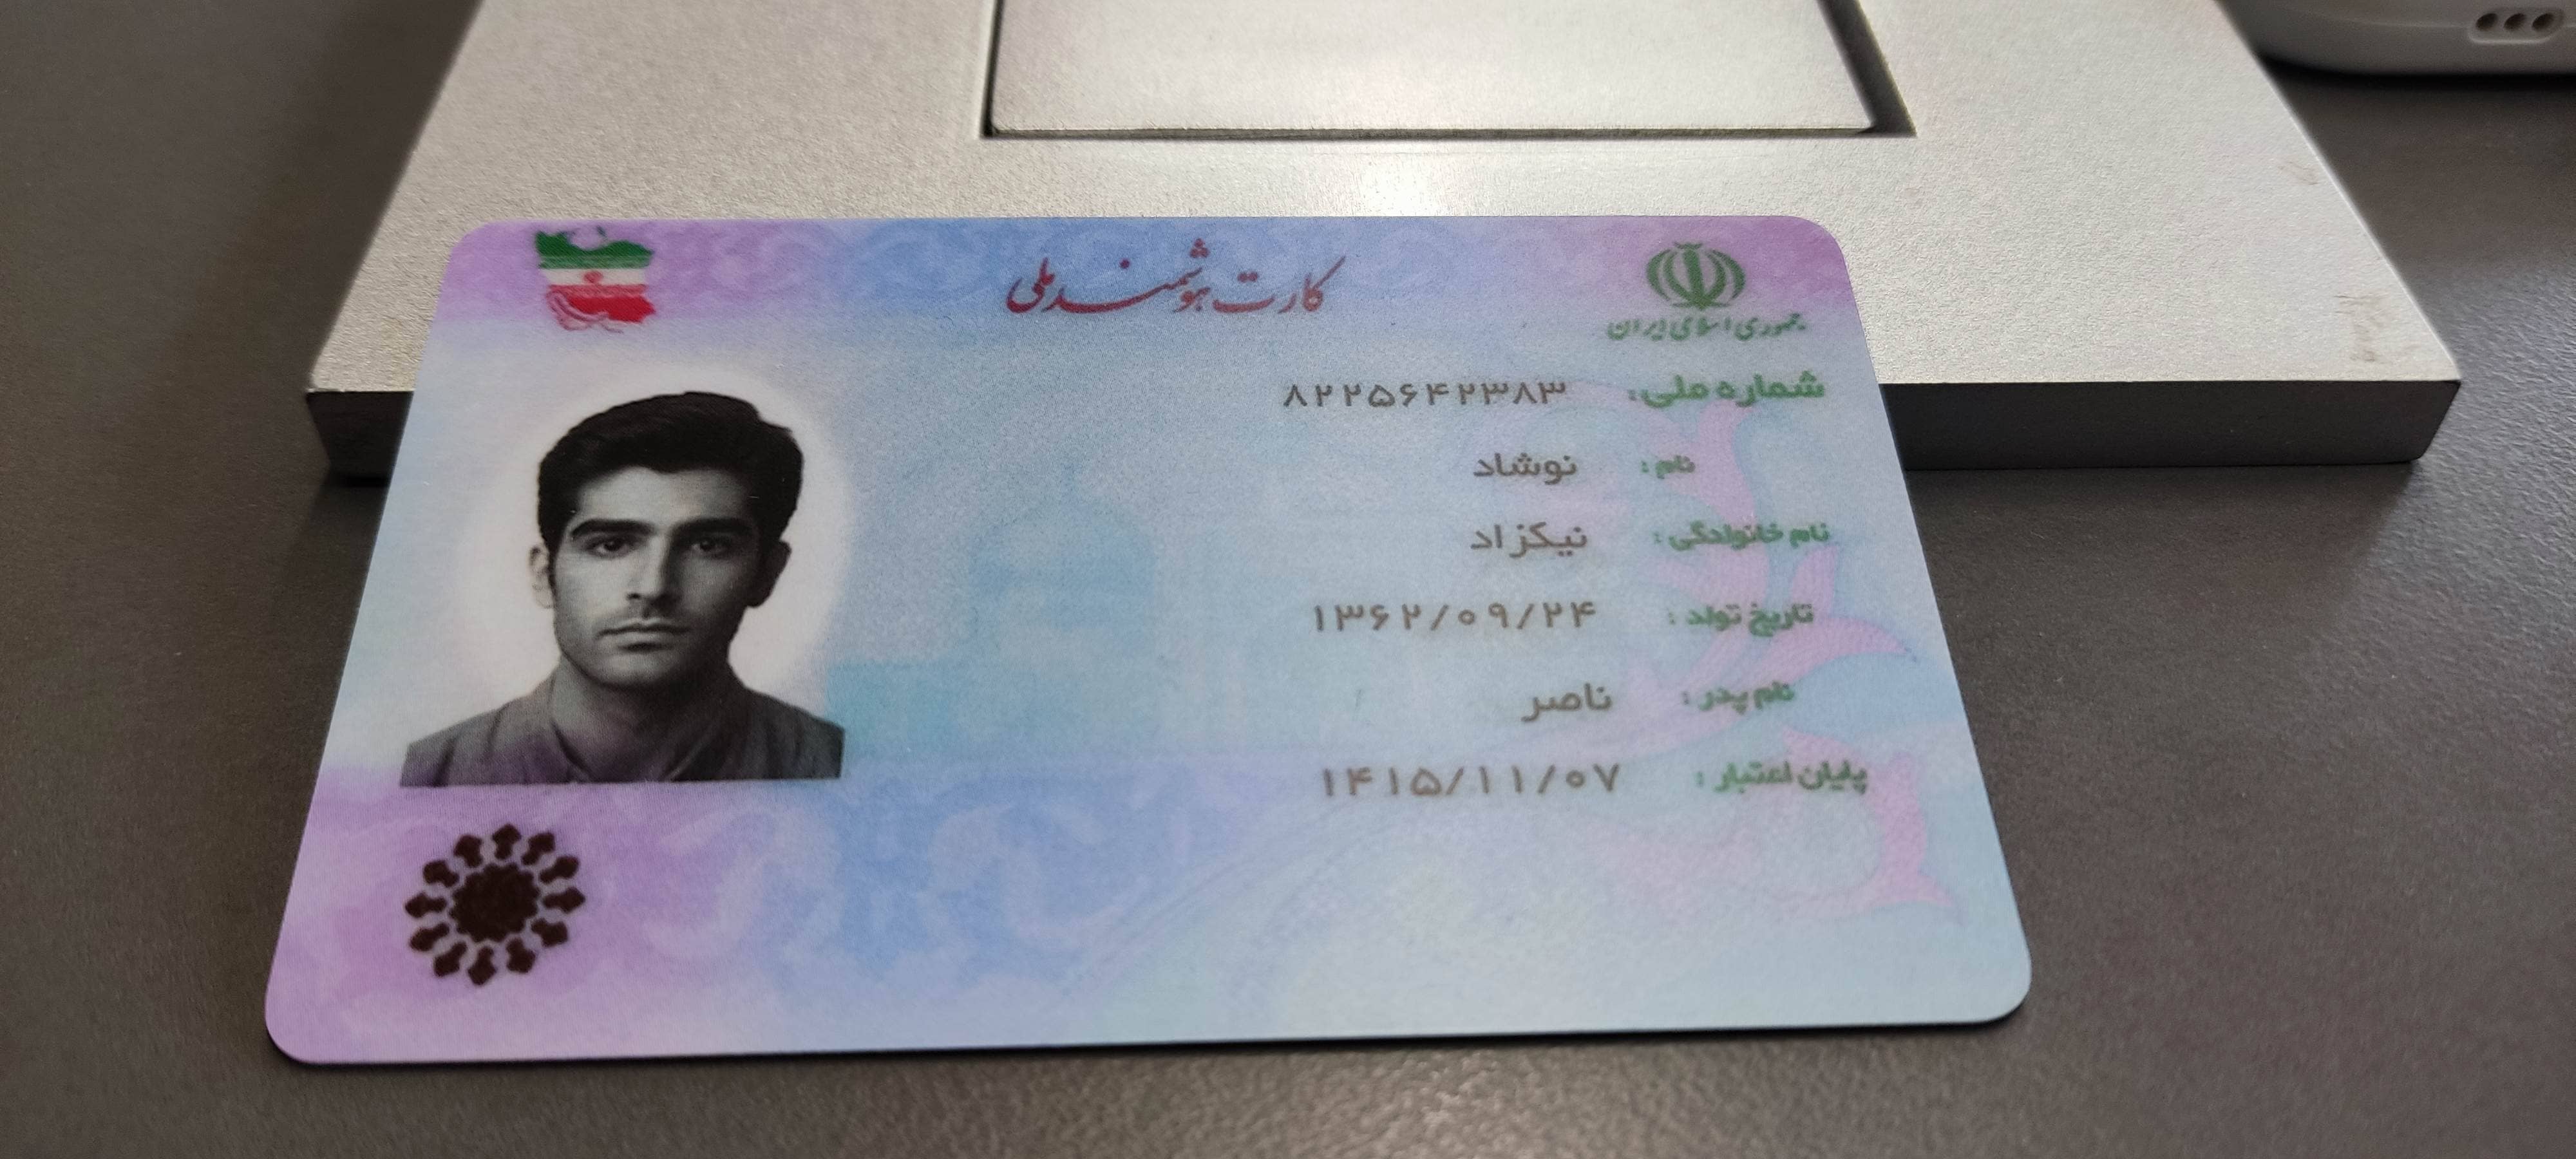 کارت هوشمند ملی
جمهوری اسلامی ایران
شماره ملی: ۸۲۲۵۶۴۲۳۸۳
نام: نوشاد
نام خانوادگی: نیکزاد
تاریخ تولد: ۱۳۶۲/۰۹/۲۴
نام پدر: ناصر
پایان اعتبار: ۱۴۱۵/۱۱/۰۷